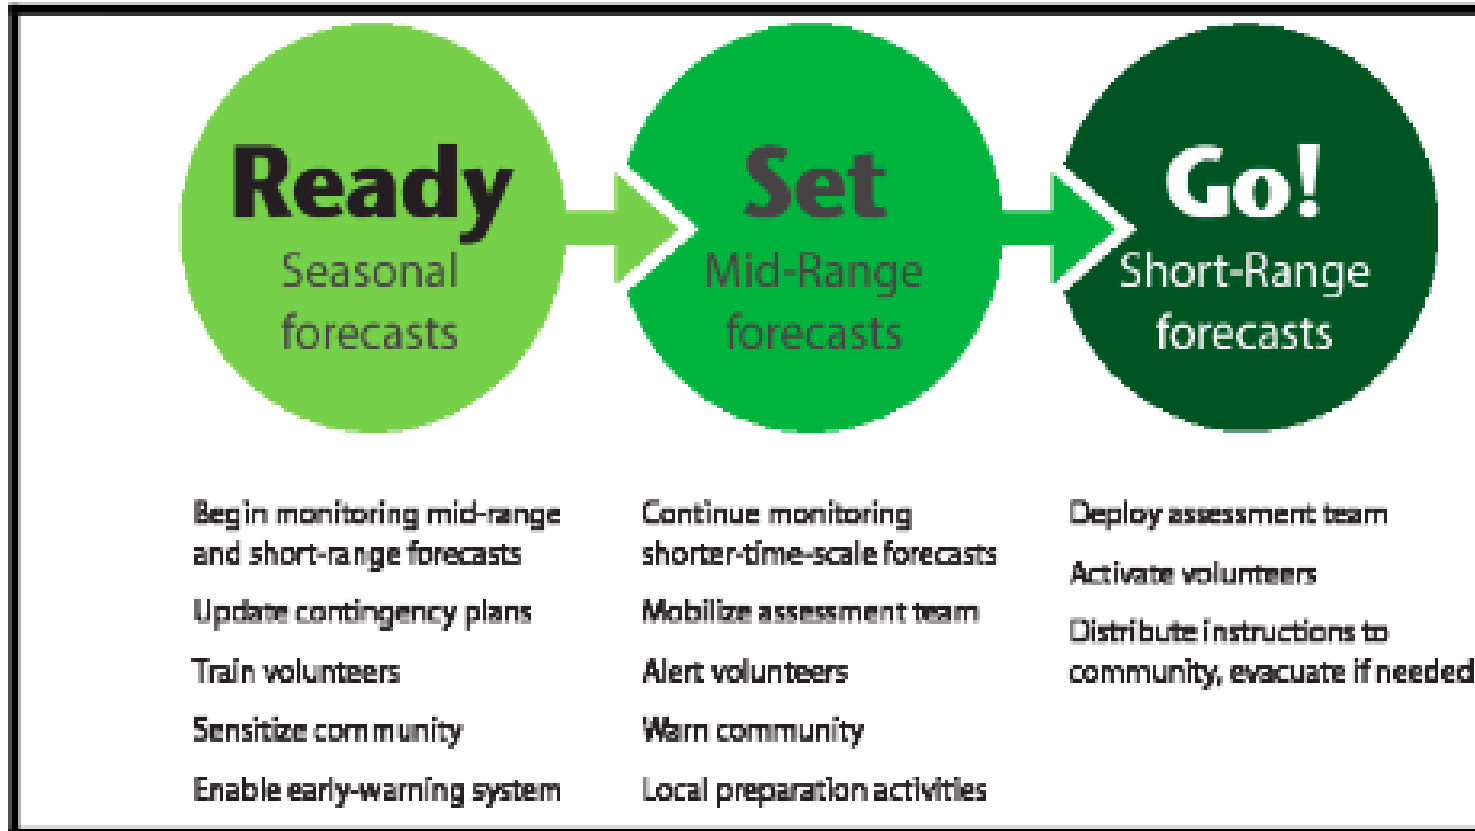 Ready
Seasonal
forecasts
Set
Mid-Range
forecasts
Go!
Short-Range
forecasts
Begin monitoring mid-range
and short-range forecasts
Update contingency plans
Train volunteers
Sensitize community
Enable early-warning system
Continue monitoring
shorter-time-scale forecasts
Mobilize assessment team
Alert volunteers
Warn community
Local preparation activities
Deploy assessment team
Activate volunteers
Distribute instructions to
community, evacuate if needed